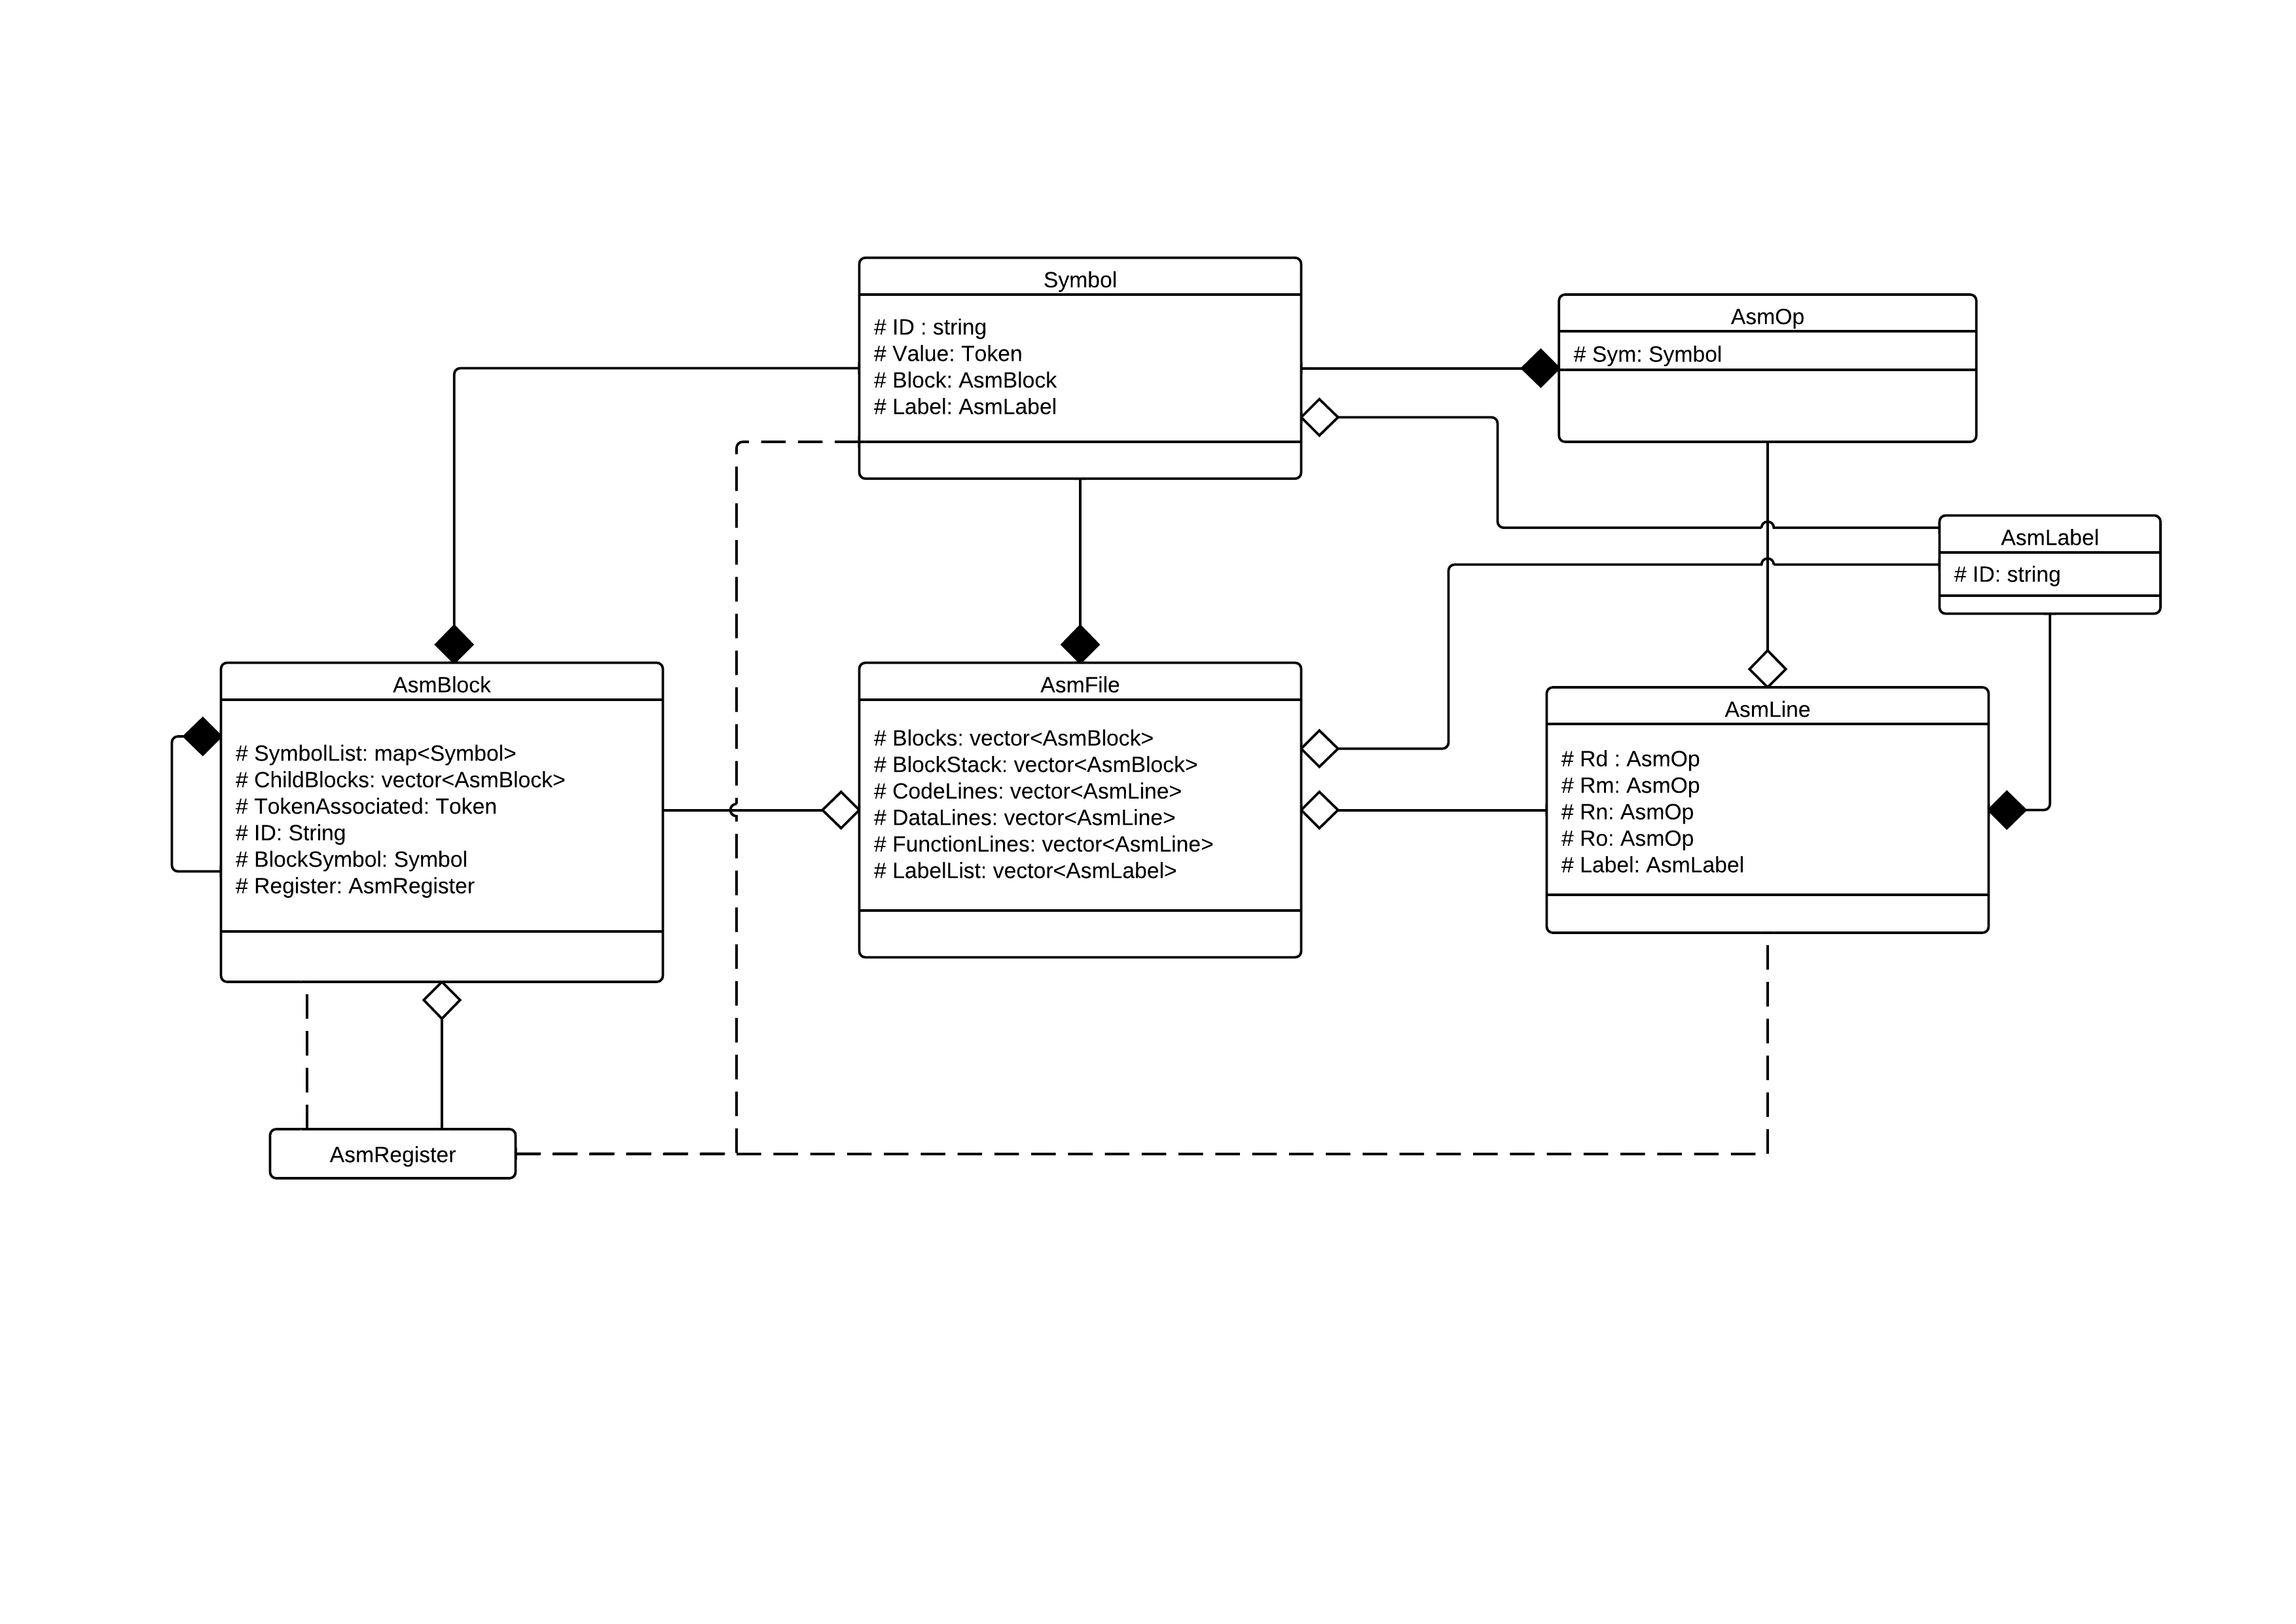 Symbol
# ID : string
# Value: Token
# Block: AsmBlock
# Label: AsmLabel
AsmOp
# Sym: Symbol
AsmLabel
# ID: string
AsmBlock
# SymbolList: map<Symbol>
# ChildBlocks: vector<AsmBlock>
# TokenAssociated: Token
# ID: String
# BlockSymbol: Symbol
# Register: AsmRegister
AsmFile
# Blocks: vector<AsmBlock>
# BlockStack: vector<AsmBlock>
# CodeLines: vector<AsmLine>
# DataLines: vector<AsmLine>
# FunctionLines: vector<AsmLine>
# LabelList: vector<AsmLabel>
AsmLine
# Rd : AsmOp
# Rm: AsmOp
# Rn: AsmOp
# Ro: AsmOp
# Label: AsmLabel
AsmRegister